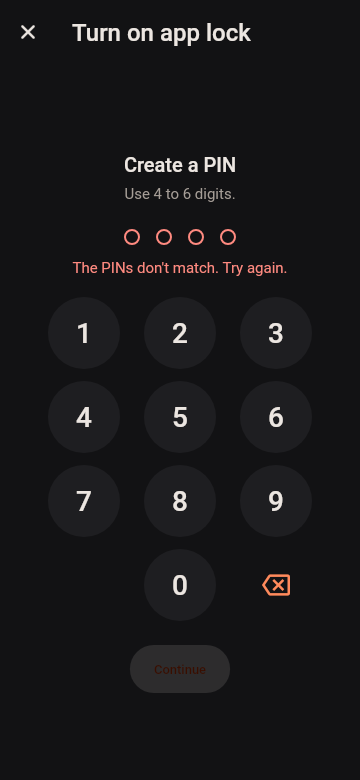 Turn on app lock
Create a PIN
Use 4 to 6 digits.
The PINs don't match. Try again.
1 2 3
4 5 6
7 8 9
0
Continue